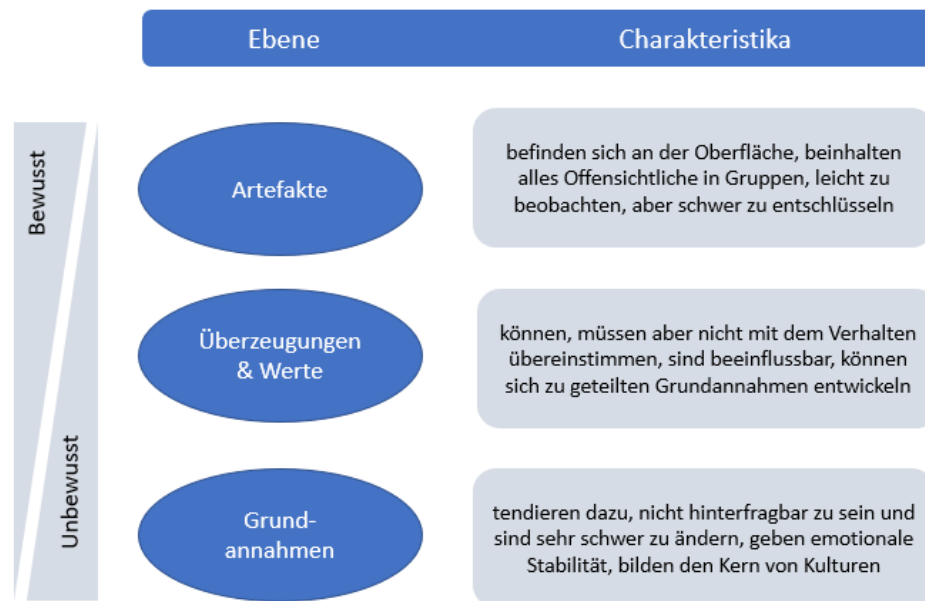 Ebene
Charakteristika
Bewusst
Unbewusst
Artefakte
befinden sich an der Oberfläche, beinhalten
alles Offensichtliche in Gruppen, leicht zu
beobachten, aber schwer zu entschlüsseln
Überzeugungen
& Werte
können, müssen aber nicht mit dem Verhalten
übereinstimmen, sind beeinflussbar, können
sich zu geteilten Grundannahmen entwickeln
Grund-
annahmen
tendieren dazu, nicht hinterfragbar zu sein und
sind sehr schwer zu ändern, geben emotionale
Stabilität, bilden den Kern von Kulturen